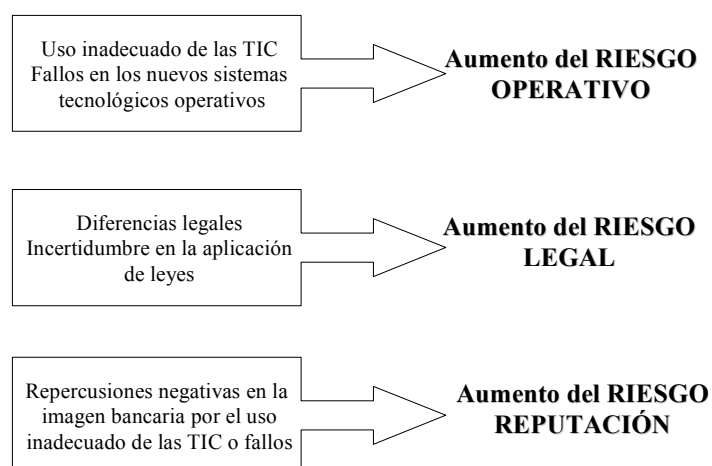 Uso inadecuado de las TIC
Fallos en los nuevos sistemas
tecnológicos operativos
Aumento del RIESGO
OPERATIVO
Diferencias legales
Incertidumbre en la aplicación
de leyes
Aumento del RIESGO
LEGAL
Repercusiones negativas en la
imagen bancaria por el uso
inadecuado de las TIC o fallos
Aumento del RIESGO
REPUTACIÓN